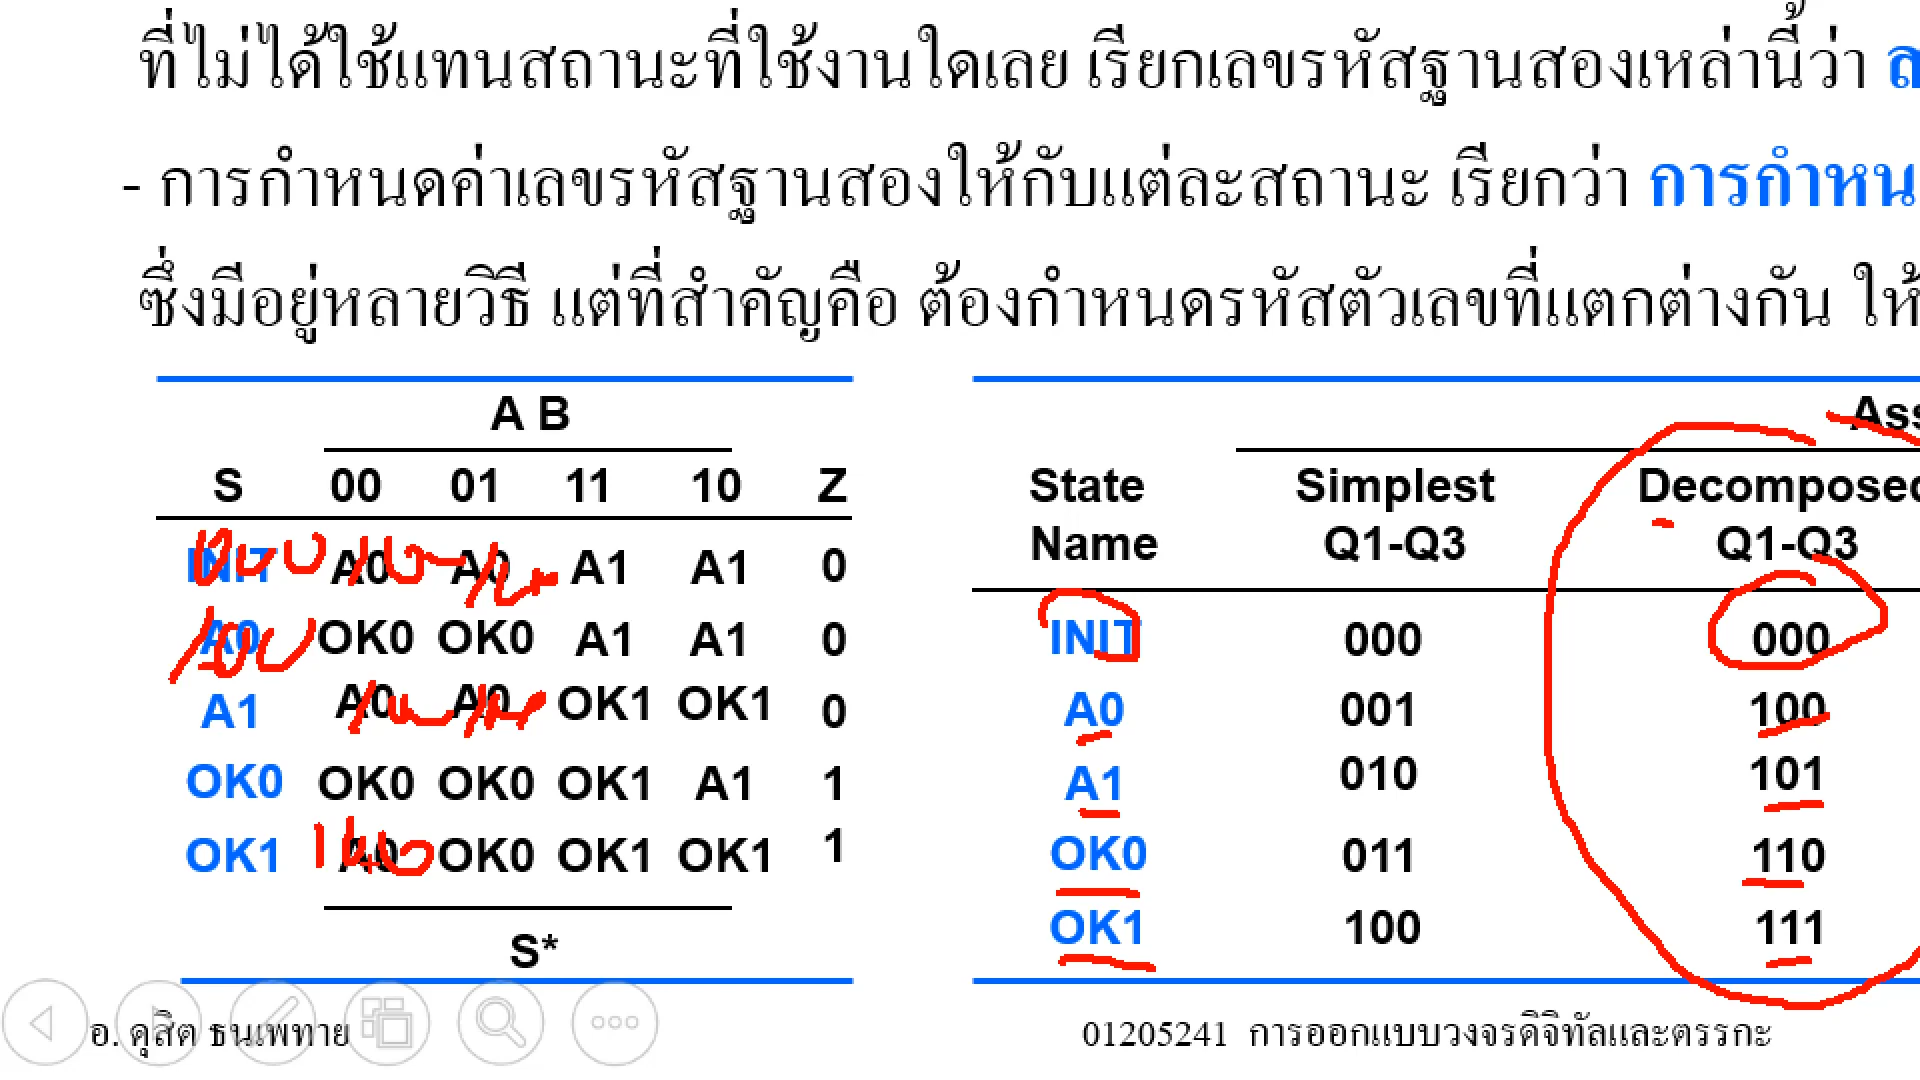 ที่ไม่ได้ใช้แทนสถานะที่ใช้งานใดเลย เรียกเลขรหัสฐานสองเหล่านี้ว่า ส
- การกำหนดค่าเลขรหัสฐานสองให้กับแต่ละสถานะ เรียกว่า การกำหน
ซึ่งมีอยู่หลายวิธี แต่ที่สำคัญคือ ต้องกำหนดรหัสตัวเลขที่แตกต่างกัน ให้
A B
S 00 01 11 10 Z
INIT A0 A0 A1 A1 0
A0 OK0 OK0 A1 A1 0
A1 A0 A0 OK1 OK1 0
OK0 OK0 OK0 OK1 A1 1
OK1 A0 OK0 OK1 OK1 1
S*
Ass
State Simplest Decomposed
Name Q1-Q3 Q1-Q3
INIT 000 000
A0 001 100
A1 010 101
OK0 011 110
OK1 100 111
อ. ดุสิต ธนเพทาย
01205241 การออกแบบวงจรดิจิทัลและตรรกะ